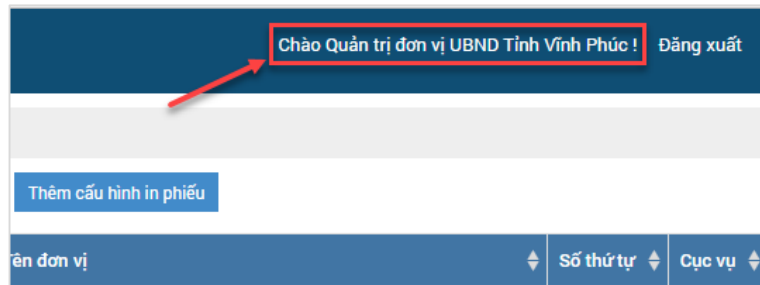 Chào Quản trị đơn vị UBND Tỉnh Vĩnh Phúc ! Đăng xuất
Thêm cấu hình in phiếu
Tên đơn vị Số thứ tự Cục vụ